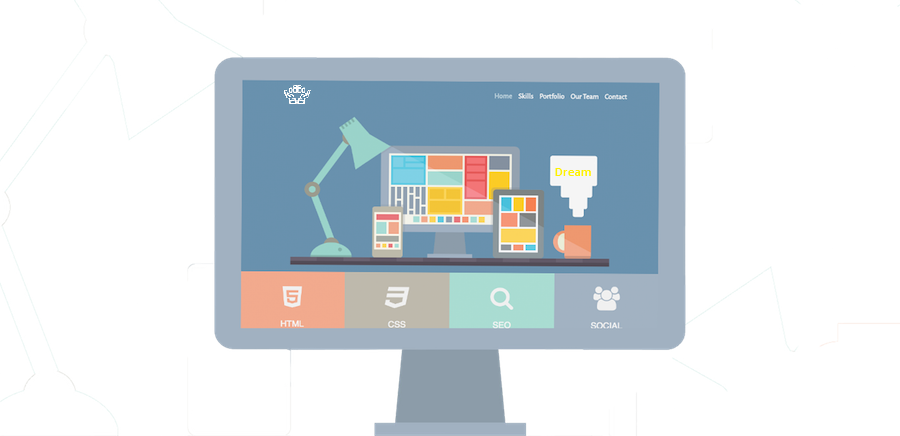 Home Skills Portfolio Our Team Contact
Dream
HTML
CSS
SEO
SOCIAL